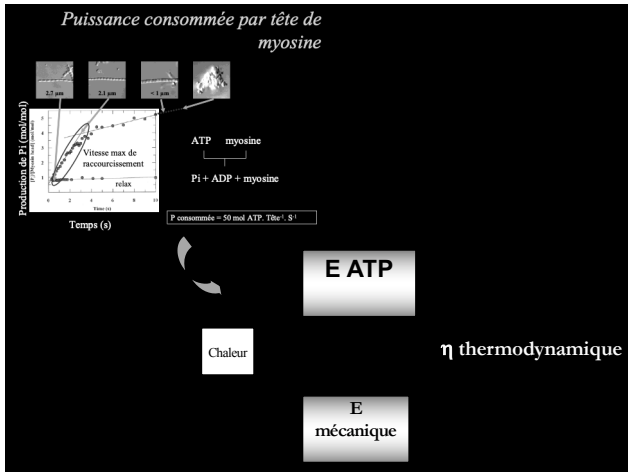 Puissance consommée par tête de
myosine
2,7 µm
2.1 µm
< 1 µm
Production de Pi (mol/mol)
Vitesse max de
raccourcissement
relax
Time (s)
Temps (s)
ATP myosine
Pi + ADP + myosine
P consommée = 50 mol ATP. Tête⁻¹. S⁻¹
E ATP
Chaleur
η thermodynamique
E
mécanique